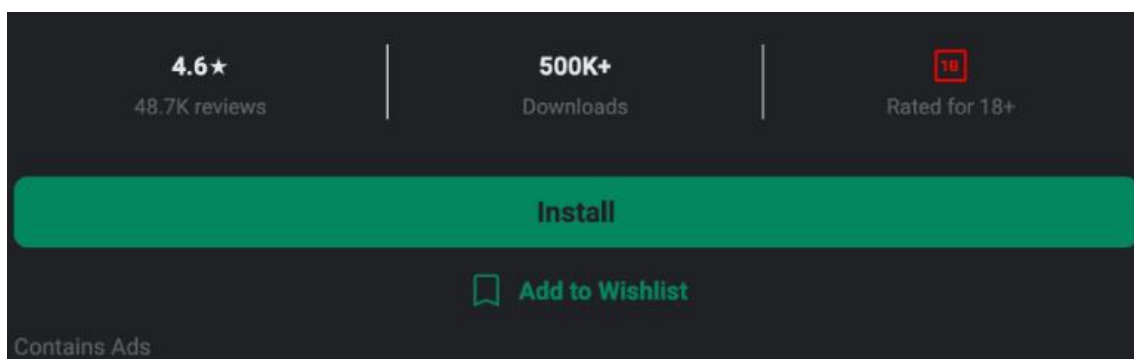 4.6★
48.7K reviews
500K+
Downloads
18
Rated for 18+
Install
Add to Wishlist
Contains Ads